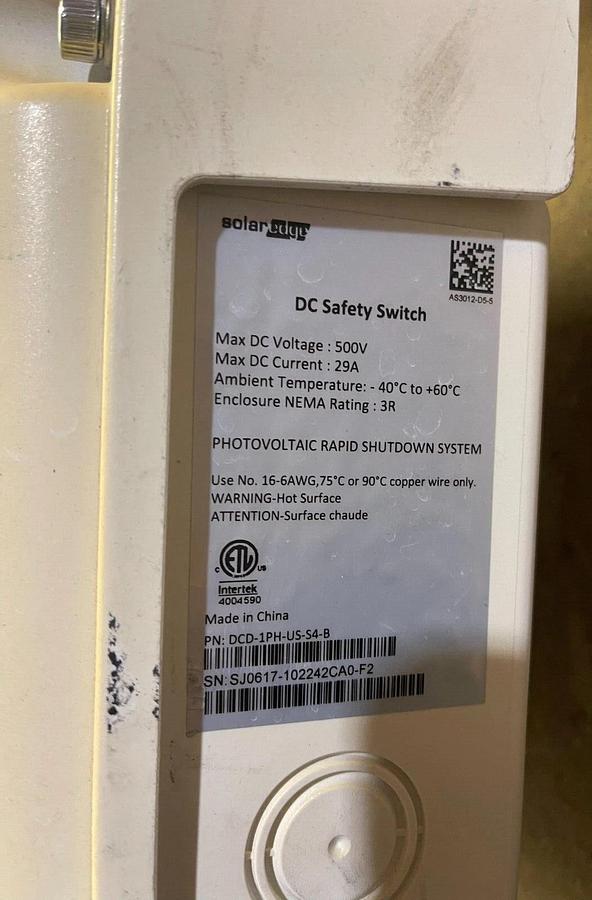 solaredge
AS3012-D5-5
DC Safety Switch
Max DC Voltage : 500V
Max DC Current : 29A
Ambient Temperature: - 40°C to +60°C
Enclosure NEMA Rating : 3R
PHOTOVOLTAIC RAPID SHUTDOWN SYSTEM
Use No. 16-6AWG,75°C or 90°C copper wire only.
WARNING-Hot Surface
ATTENTION-Surface chaude
C ETL US
Intertek
4004590
Made in China
PN: DCD-1PH-US-S4-B
SN:SJ0617-102242CA0-F2